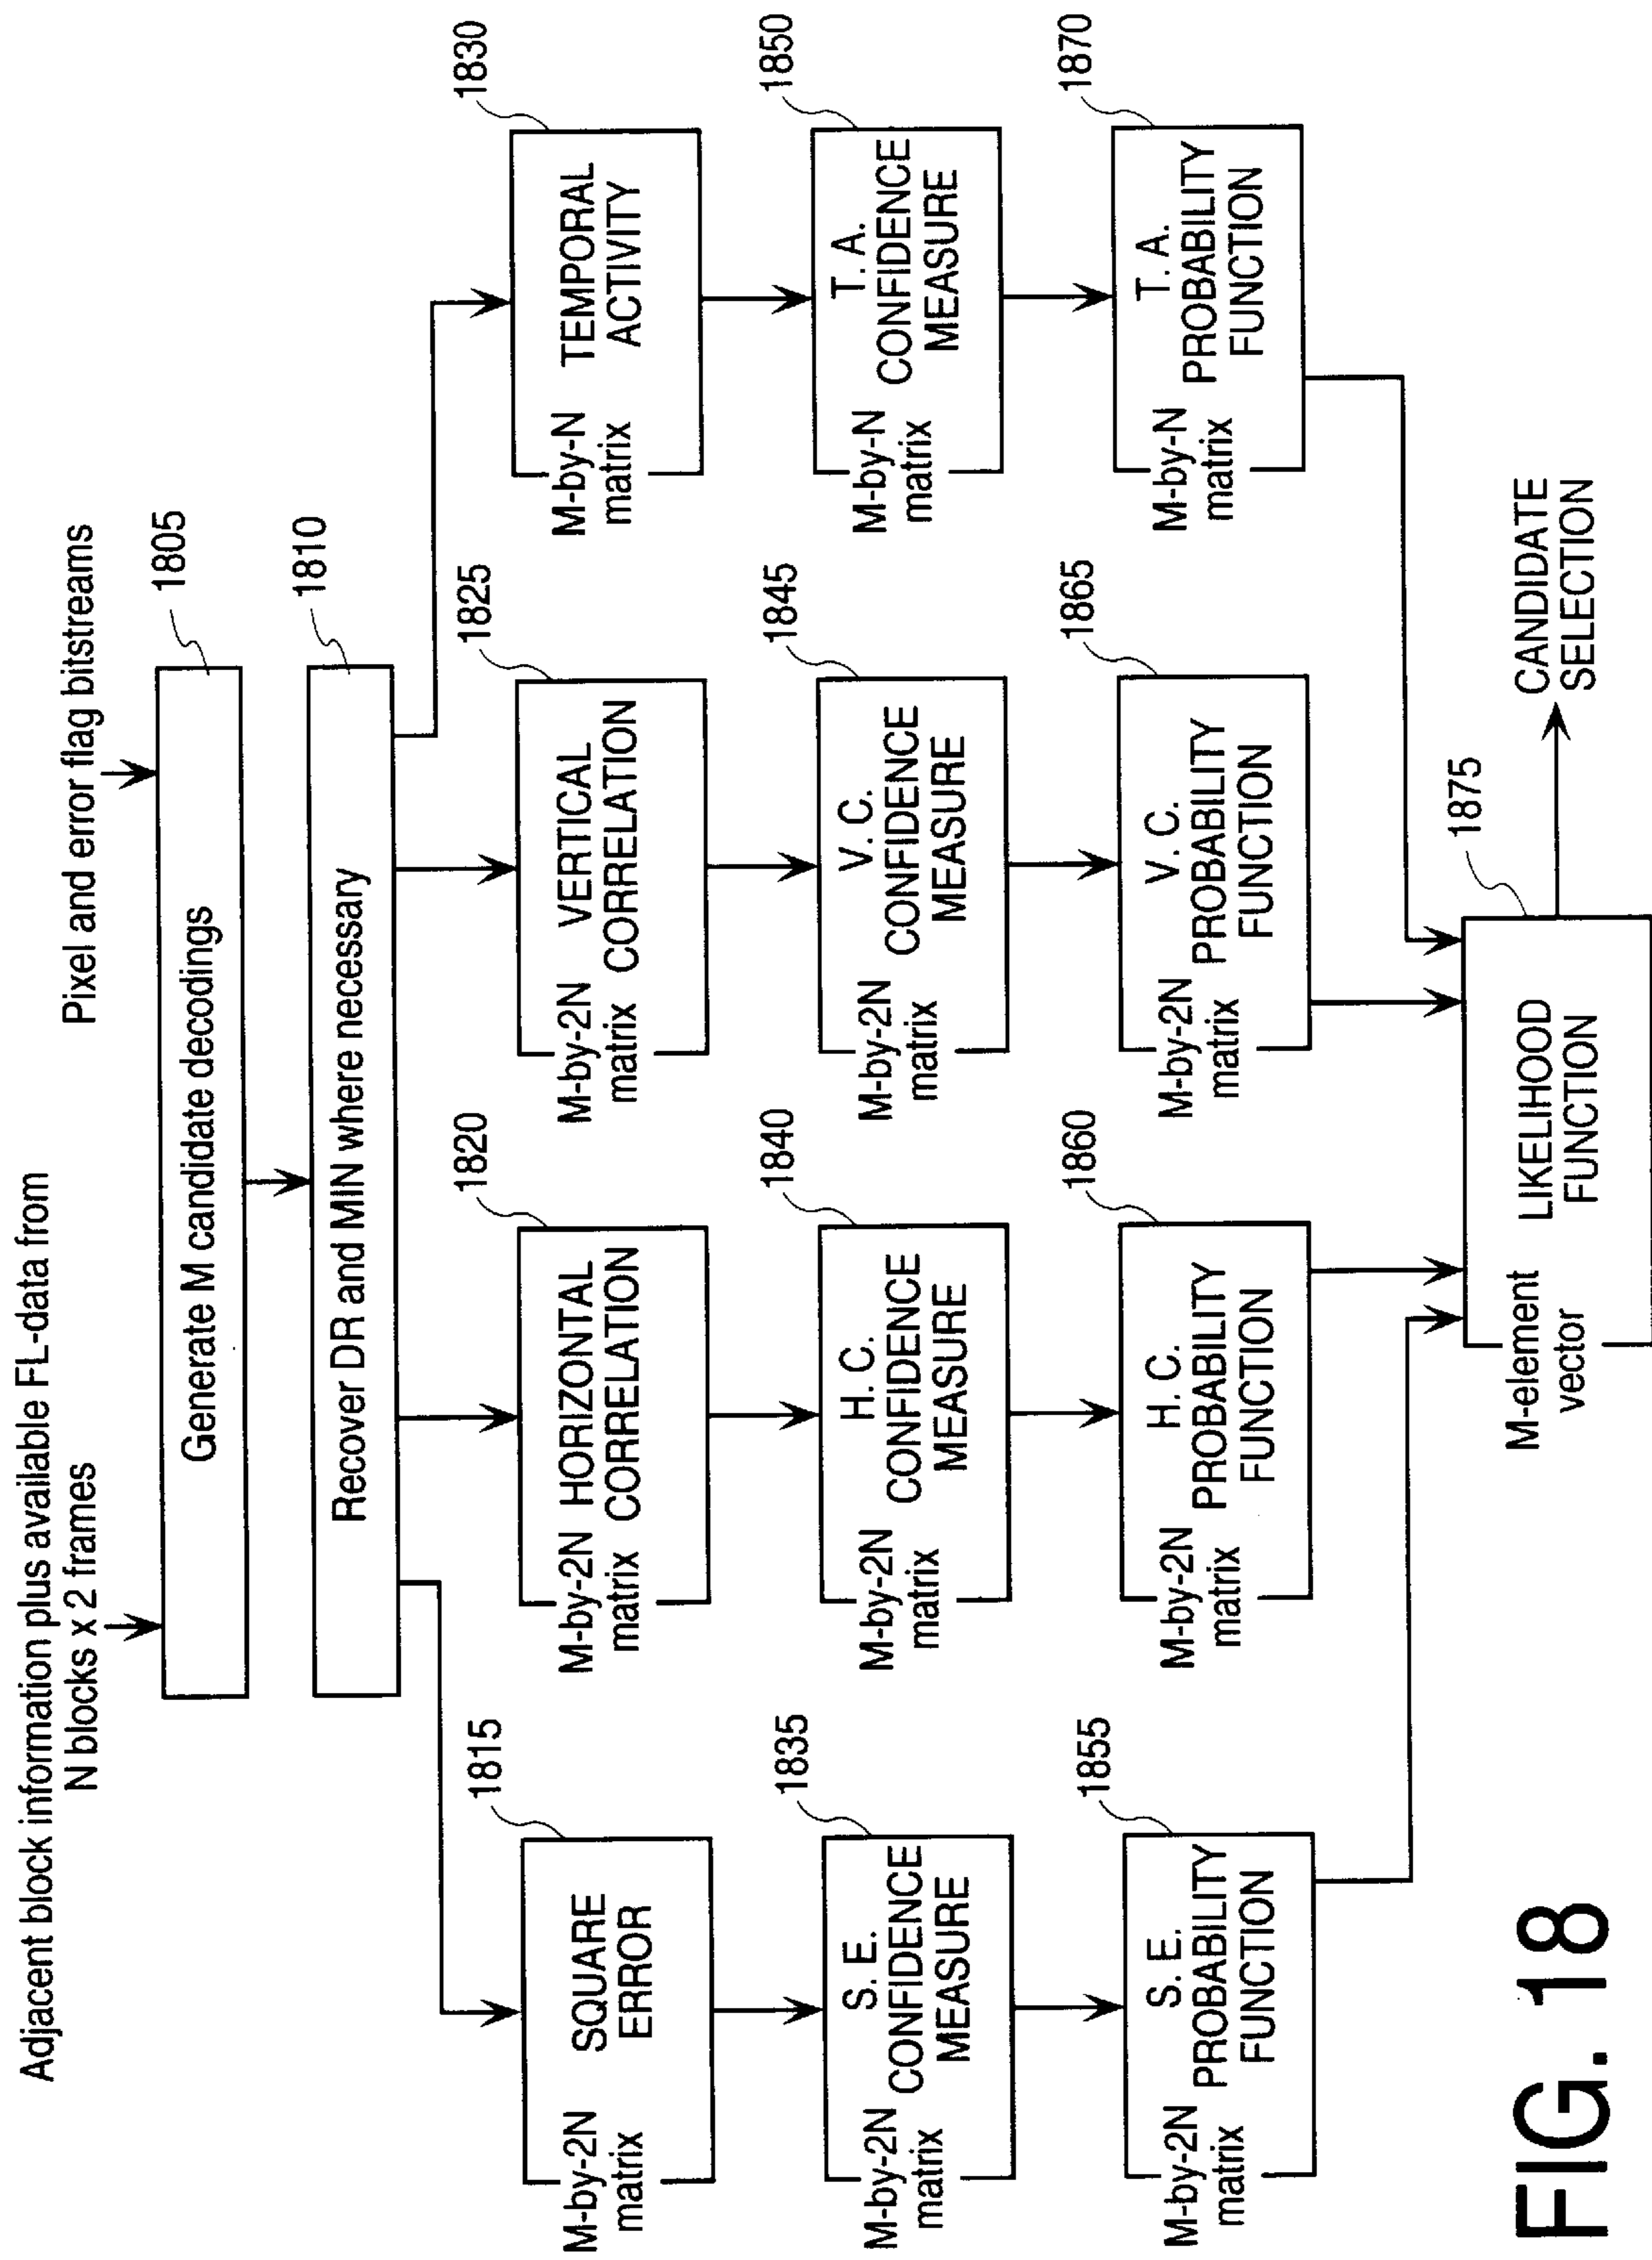 Adjacent block information plus available FL-data from
N blocks x 2 frames
Pixel and error flag bitstreams
Generate M candidate decodings
1805
Recover DR and MIN where necessary
1810
M-by-2N
matrix
SQUARE
ERROR
1815
M-by-2N
matrix
HORIZONTAL
CORRELATION
1820
M-by-2N
matrix
VERTICAL
CORRELATION
1825
M-by-N
matrix
TEMPORAL
ACTIVITY
1830
M-by-2N
matrix
S. E.
CONFIDENCE
MEASURE
1835
M-by-2N
matrix
H. C.
CONFIDENCE
MEASURE
1840
M-by-2N
matrix
V. C.
CONFIDENCE
MEASURE
1845
M-by-N
matrix
T. A.
CONFIDENCE
MEASURE
1850
M-by-2N
matrix
S. E.
PROBABILITY
FUNCTION
1855
M-by-2N
matrix
H. C.
PROBABILITY
FUNCTION
1860
M-by-2N
matrix
V. C.
PROBABILITY
FUNCTION
1865
M-by-N
matrix
T. A.
PROBABILITY
FUNCTION
1870
M-element
vector
LIKELIHOOD
FUNCTION
1875
CANDIDATE
SELECTION
FIG. 18